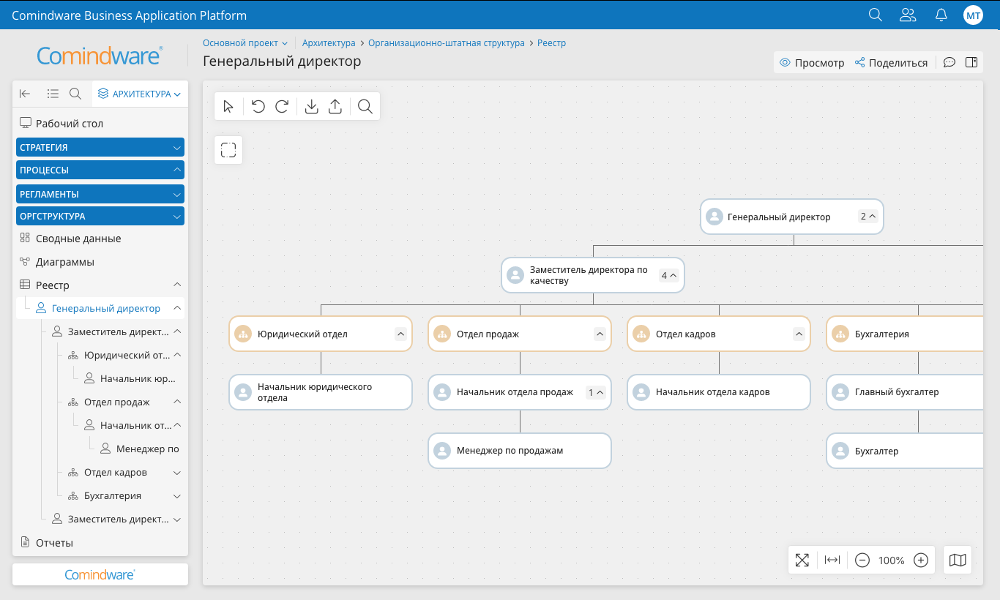 Comindware Business Application Platform
MT
Comindware®
Основной проект
Архитектура > Организационно-штатная структура > Реестр
Генеральный директор
Просмотр
Поделиться
АРХИТЕКТУРА
Рабочий стол
СТРАТЕГИЯ
ПРОЦЕССЫ
РЕГЛАМЕНТЫ
ОРГСТРУКТУРА
Сводные данные
Диаграммы
Реестр
Генеральный директор
Заместитель директ...
Юридический от...
Начальник юр...
Отдел продаж
Начальник от...
Менеджер по
Отдел кадров
Бухгалтерия
Заместитель директ...
Отчеты
Comindware®
Генеральный директор
2
Заместитель директора по
качеству
4
Юридический отдел
Отдел продаж
Отдел кадров
Бухгалтерия
Начальник юридического
отдела
Начальник отдела продаж
1
Начальник отдела кадров
Главный бухгалтер
Менеджер по продажам
Бухгалтер
100%